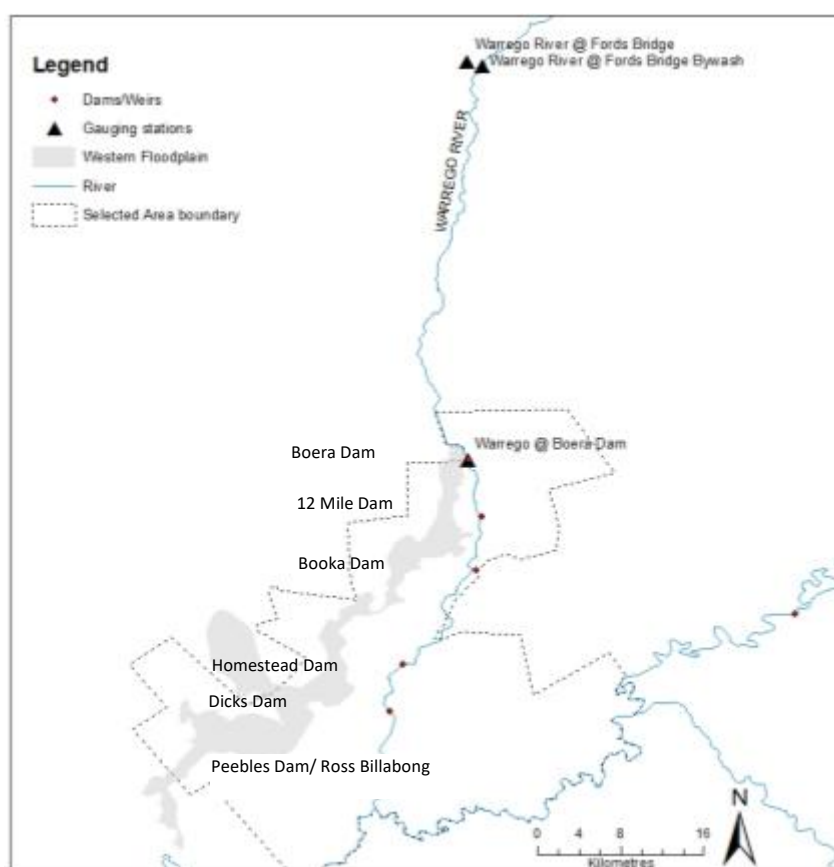 Warrego River @ Fords Bridge
Warrego River @ Fords Bridge Bywash
Legend
Dams/Weirs
Gauging stations
Western Floodplain
River
Selected Area boundary
WARREGO RIVER
Warrego @ Boera Dam
Boera Dam
12 Mile Dam
Booka Dam
Homestead Dam
Dicks Dam
Peebles Dam/ Ross Billabong
N
0 4 8 16
Kilometres